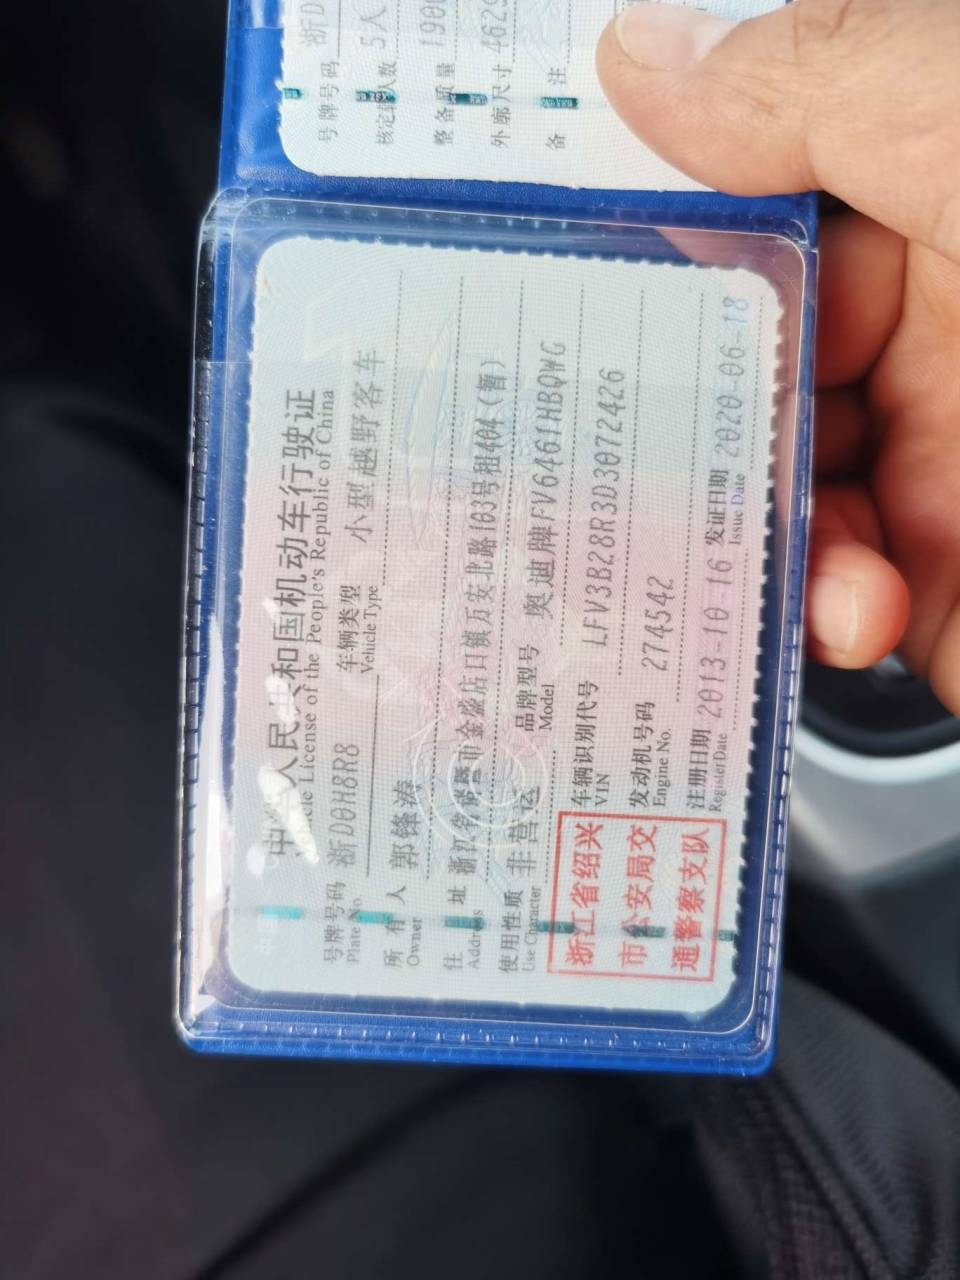 中华人民共和国机动车行驶证
Vehicle License of the People's Republic of China
号牌号码 浙D0H8R8 车辆类型 小型越野客车
Plate No. Vehicle Type
所有人 郭锋涛
Owner
住址 浙江省诸暨市金盛店口镇万安北路103号租404(暂)
Address
使用性质 非营运 品牌型号 奥迪牌FV6461HBQWG
Use Character Model
浙江省绍兴
市公安局交
通警察支队
车辆识别代号 LFV3B28R3D3072426
VIN
发动机号码 274542
Engine No.
注册日期 2013-10-16 发证日期 2020-06-18
Register Date Issue Date
号牌号码 浙D
核定载人数 5人
整备质量
外廓尺寸
备注